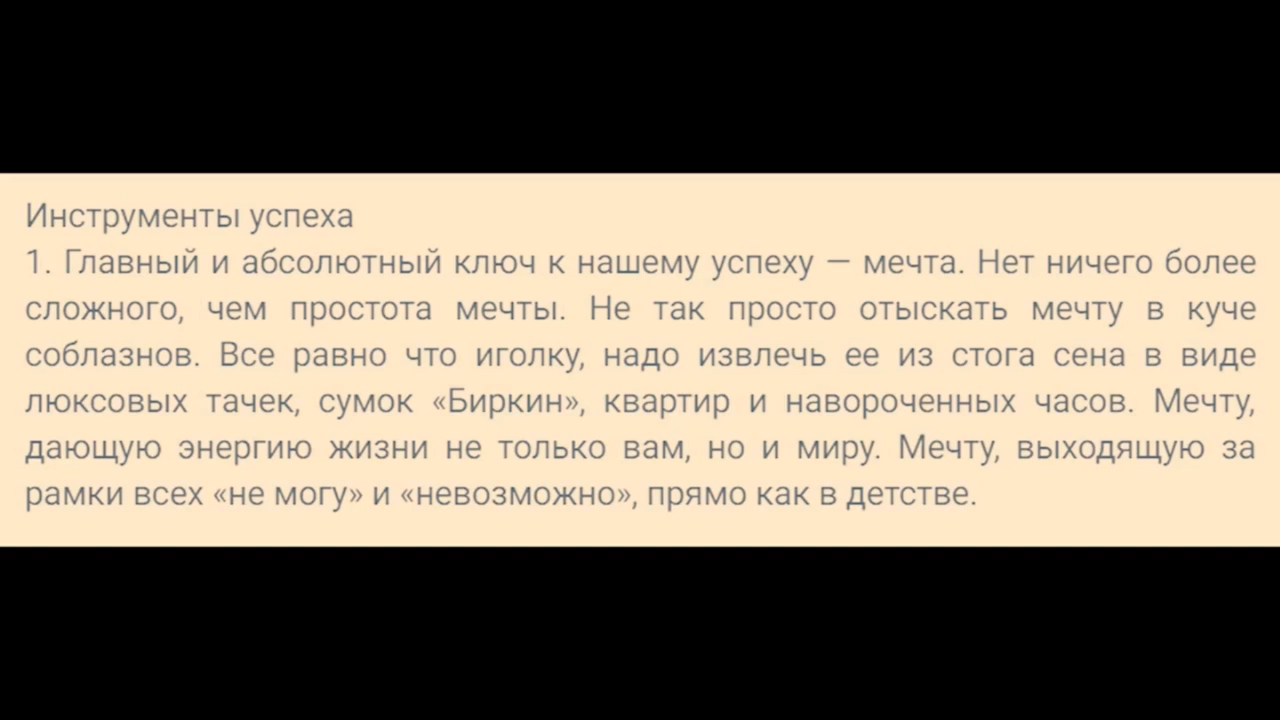 Инструменты успеха
1. Главный и абсолютный ключ к нашему успеху — мечта. Нет ничего более
сложного, чем простота мечты. Не так просто отыскать мечту в куче
соблазнов. Все равно что иголку, надо извлечь ее из стога сена в виде
люксовых тачек, сумок «Биркин», квартир и навороченных часов. Мечту,
дающую энергию жизни не только вам, но и миру. Мечту, выходящую за
рамки всех «не могу» и «невозможно», прямо как в детстве.